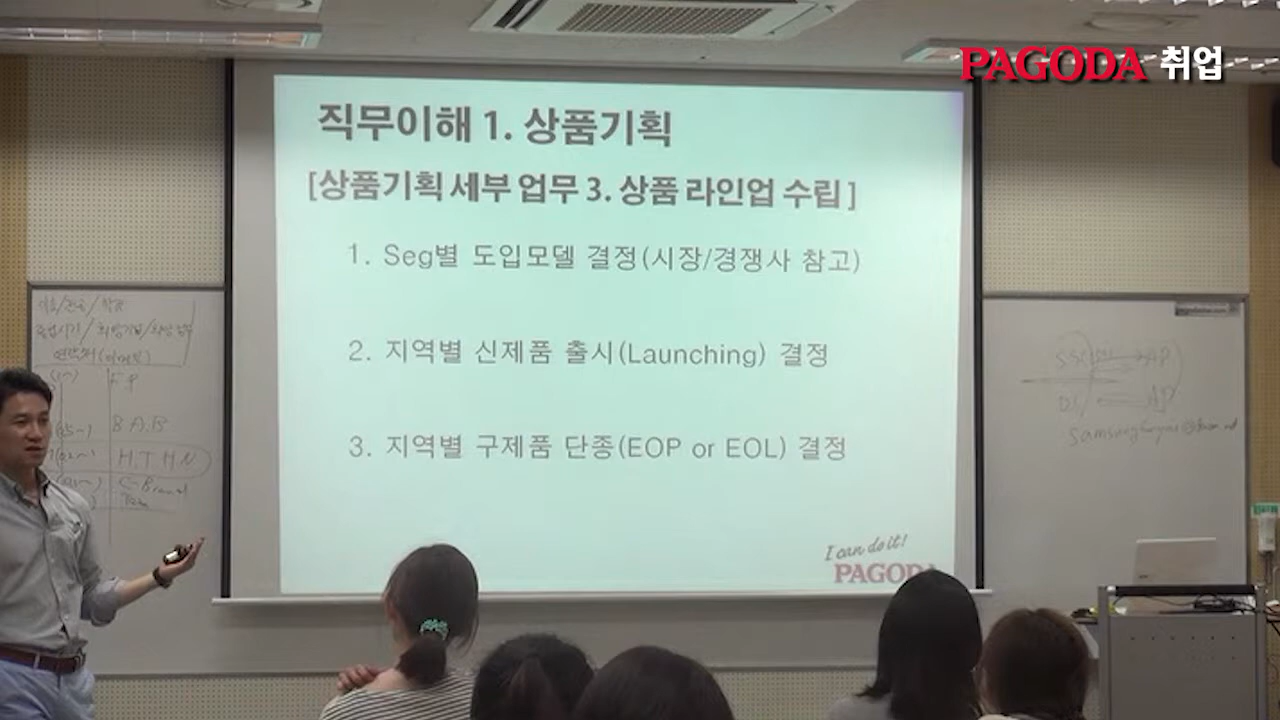 PAGODA 취업
직무이해 1. 상품기획
[상품기획 세부 업무 3. 상품 라인업 수립 ]
1. Seg별 도입모델 결정(시장/경쟁사 참고)
2. 지역별 신제품 출시(Launching) 결정
3. 지역별 구제품 단종(EOP or EOL) 결정
I can do it!
PAGODA
B A.B
H.T H.N
C-Brand